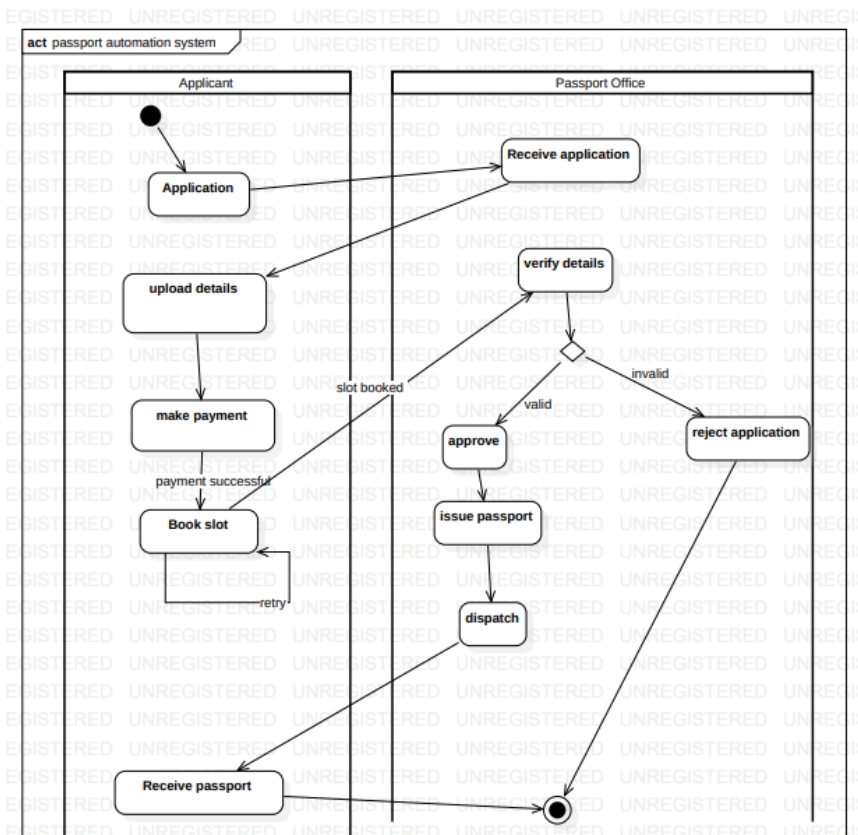 act passport automation system
Applicant
Passport Office
Receive application
Application
verify details
upload details
invalid
slot booked
valid
make payment
reject application
approve
payment successful
issue passport
Book slot
retry
dispatch
Receive passport
UNREGISTERED